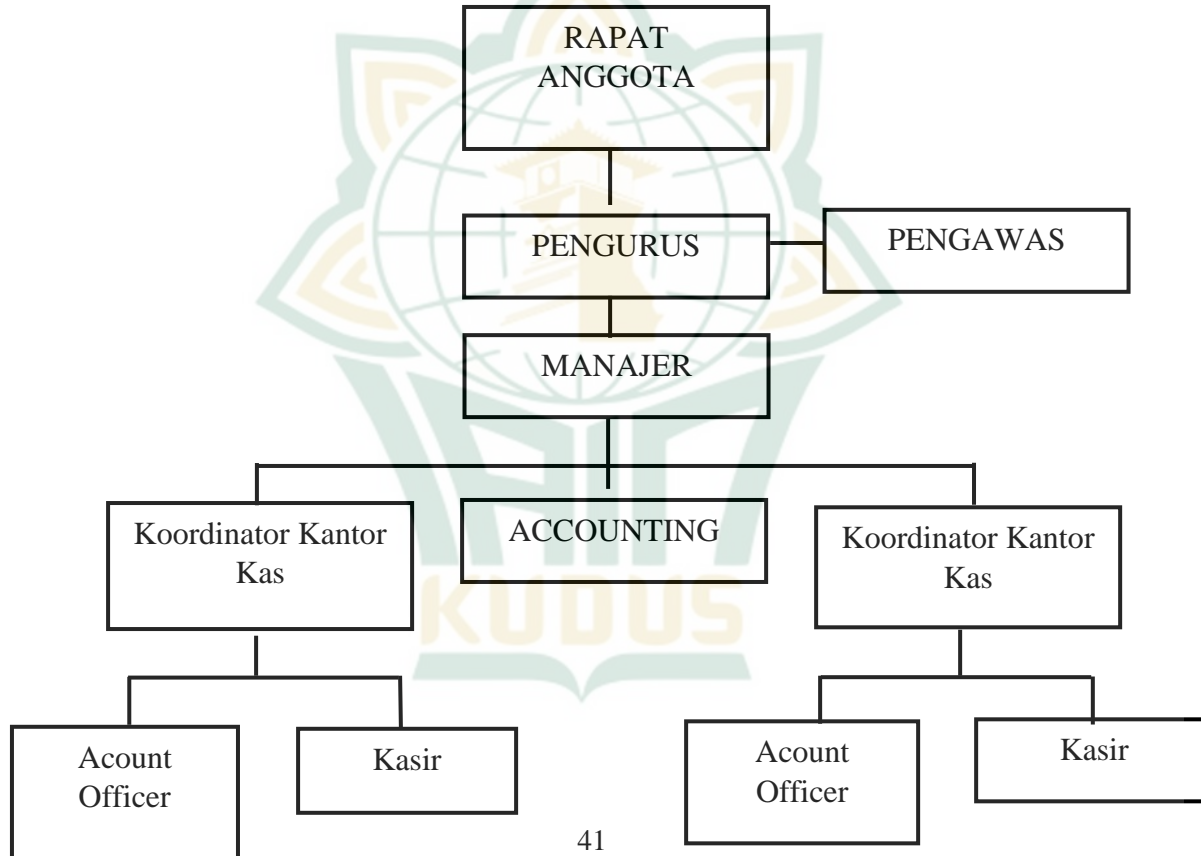 RAPAT
ANGGOTA
PENGURUS
PENGAWAS
MANAJER
Koordinator Kantor
Kas
ACCOUNTING
Koordinator Kantor
Kas
KUDUS
Acount
Officer
Kasir
Acount
Officer
Kasir
41